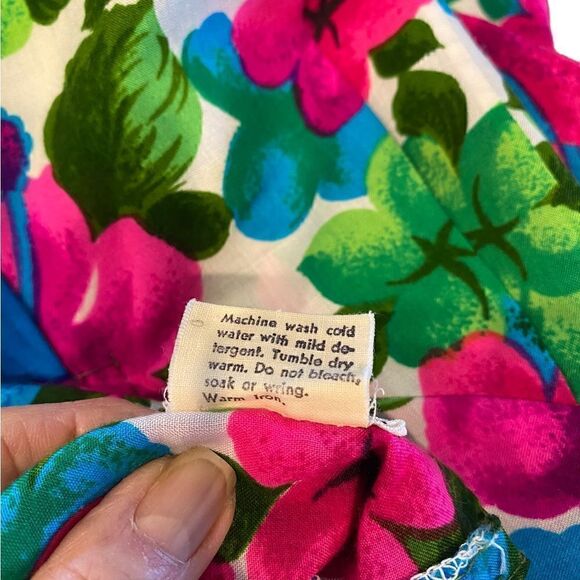 Machine wash cold
water with mild de-
tergent. Tumble dry
warm. Do not bleach,
soak or wring.
Warm Iron.